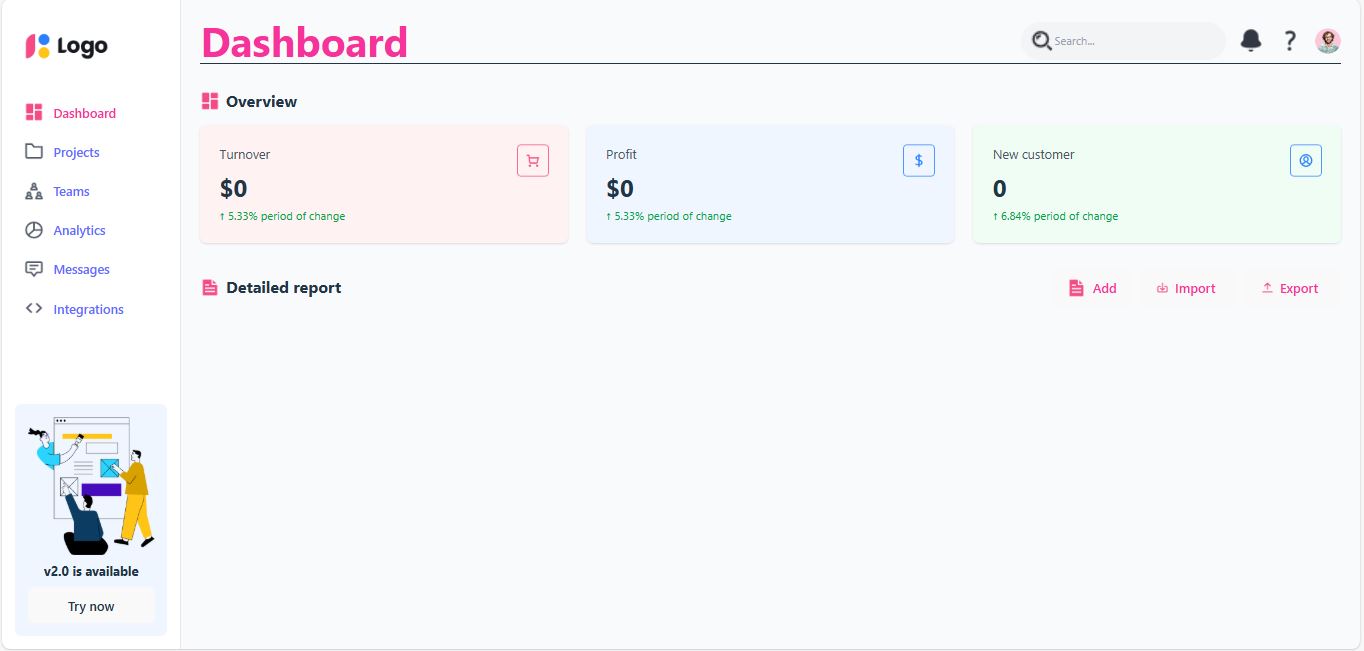 Logo
Dashboard
Projects
Teams
Analytics
Messages
Integrations
v2.0 is available
Try now
Dashboard
Search...
?
Overview
Turnover
$0
↑ 5.33% period of change
Profit
$
$0
↑ 5.33% period of change
New customer
0
↑ 6.84% period of change
Detailed report
Add
Import
Export